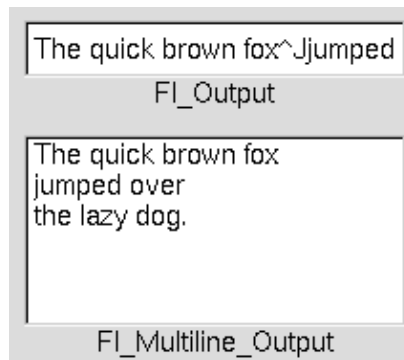 The quick brown fox^Jjumped
Fl_Output
The quick brown fox
jumped over
the lazy dog.
Fl_Multiline_Output